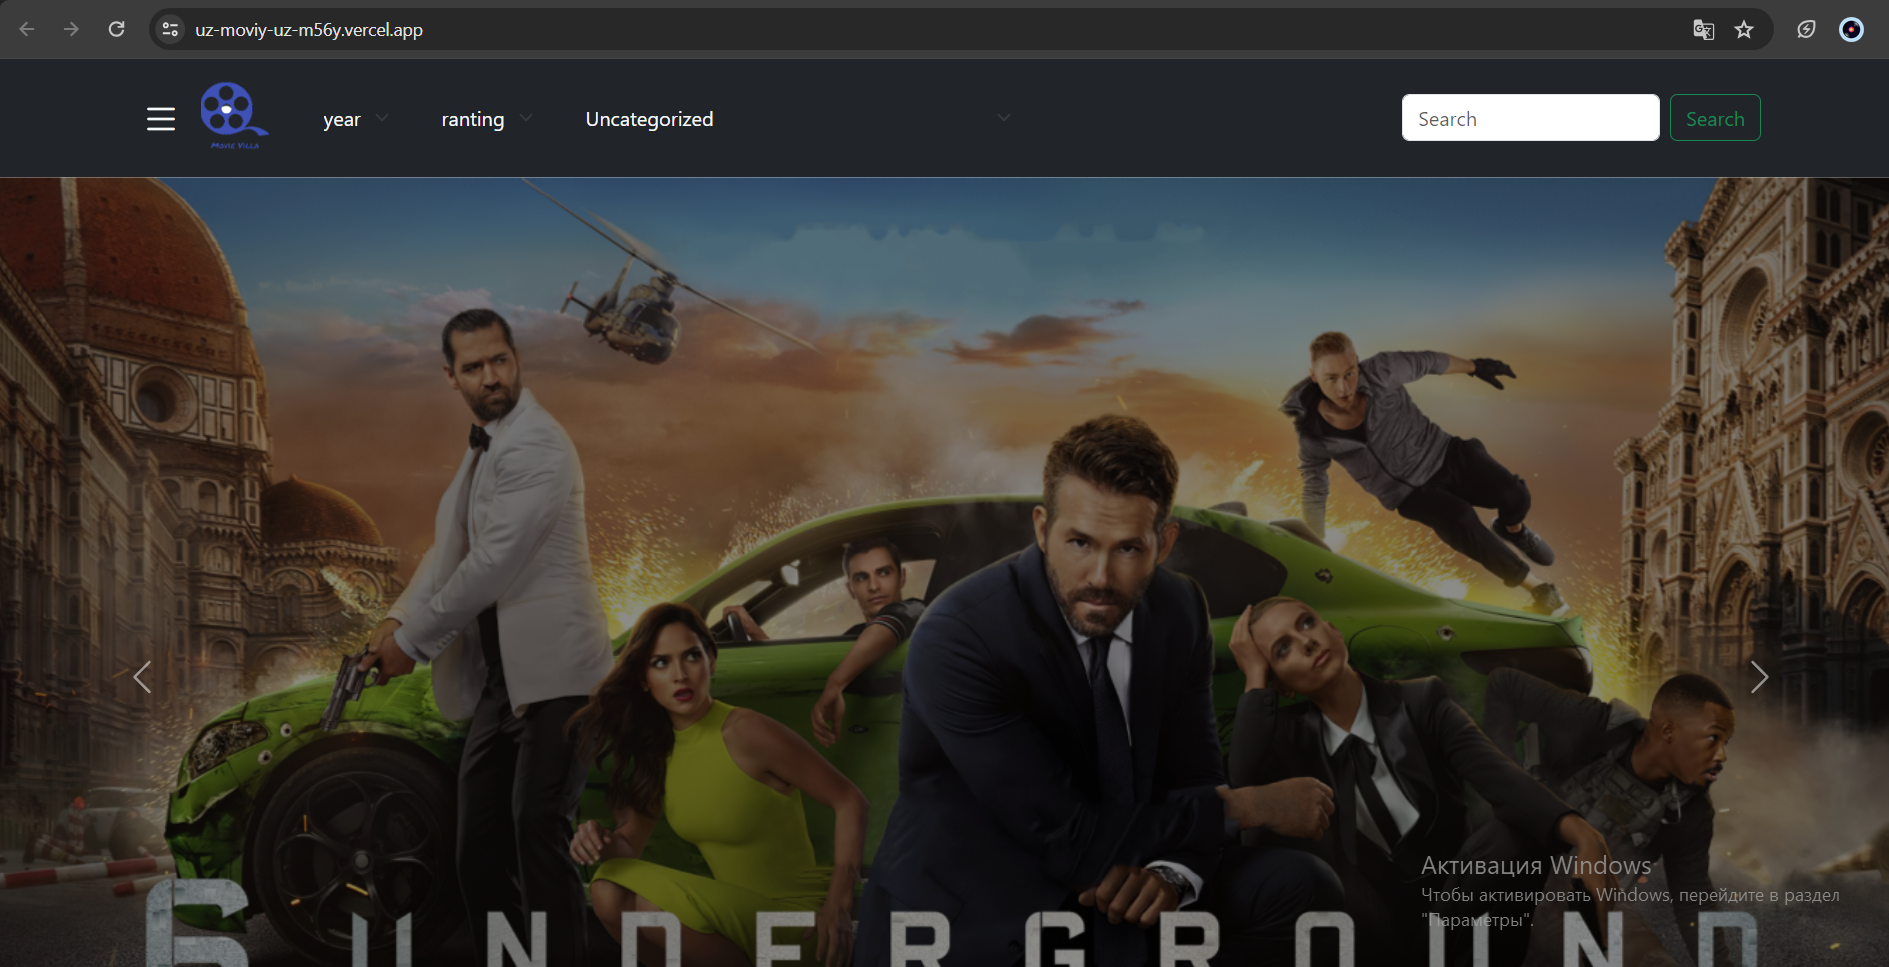 uz-moviy-uz-m56y.vercel.app
MOVIE VILLA
year
ranting
Uncategorized
Search
Search
6 UNDERGROUND
Активация Windows
Чтобы активировать Windows, перейдите в раздел
"Параметры".